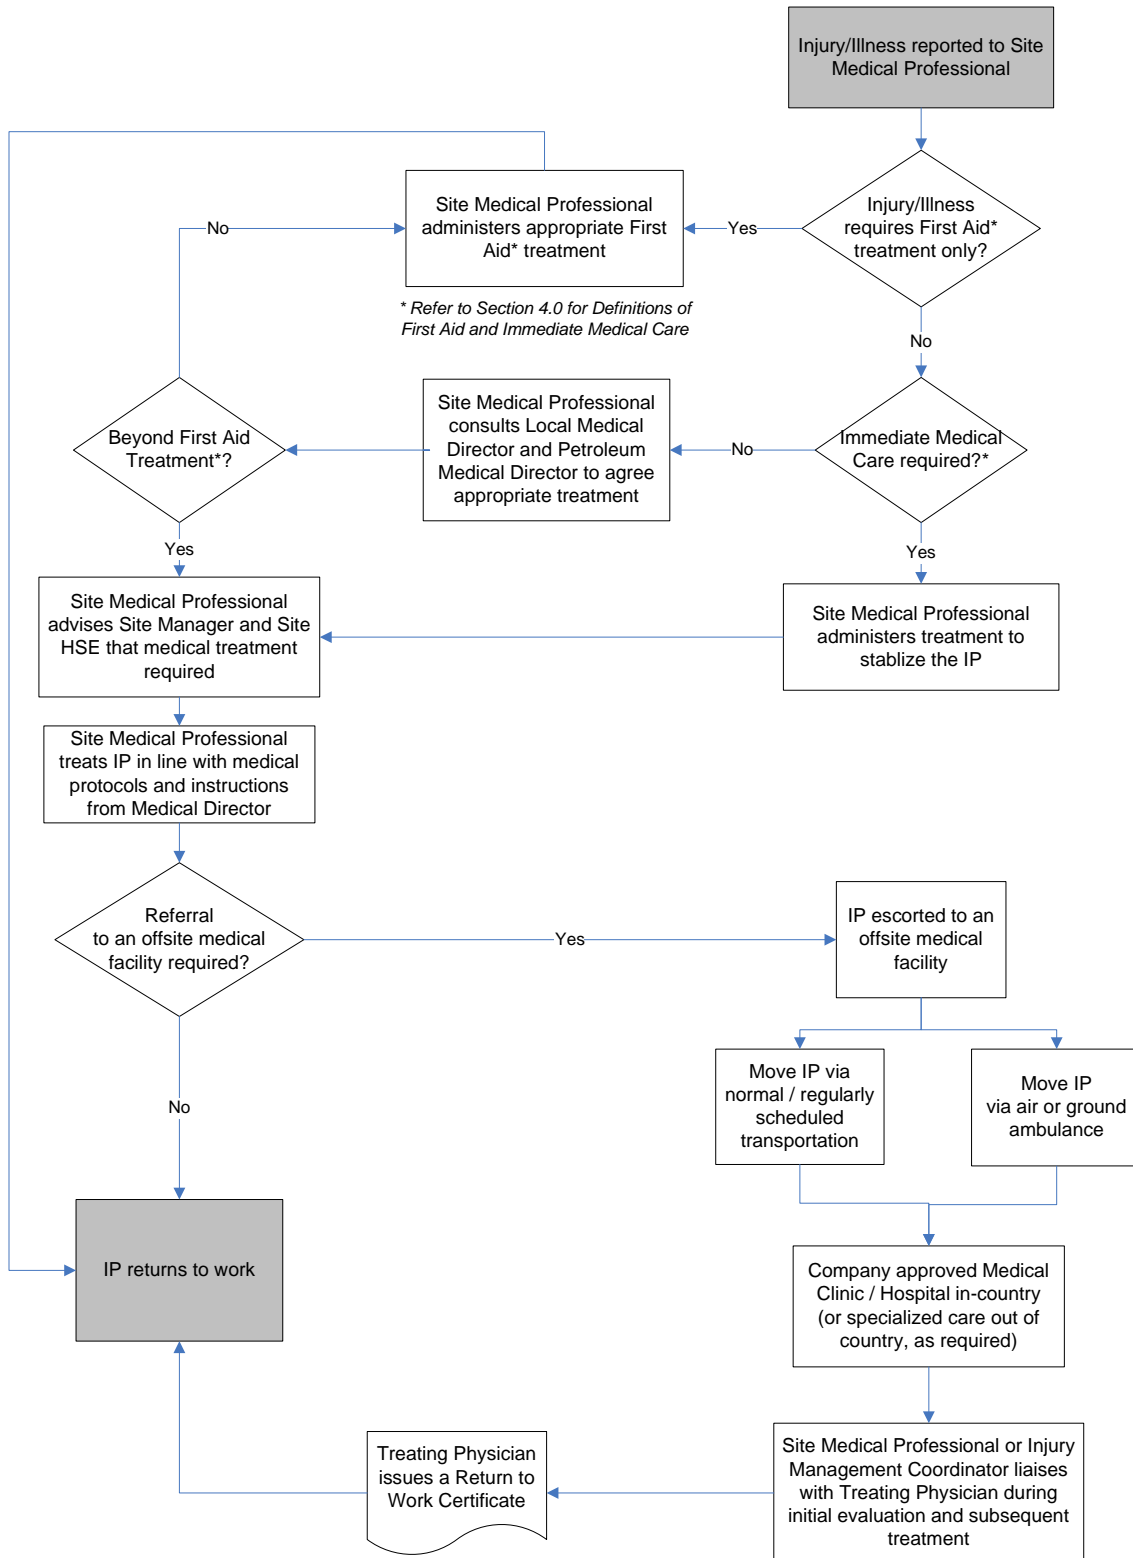 Injury/Illness reported to Site
Medical Professional
Site Medical Professional
administers appropriate First
Aid* treatment
Injury/Illness
requires First Aid*
treatment only?
No
Yes
* Refer to Section 4.0 for Definitions of
First Aid and Immediate Medical Care
No
Beyond First Aid
Treatment*?
Site Medical Professional
consults Local Medical
Director and Petroleum
Medical Director to agree
appropriate treatment
No
Immediate Medical
Care required?*
Yes
Yes
Site Medical Professional
advises Site Manager and Site
HSE that medical treatment
required
Site Medical Professional
administers treatment to
stablize the IP
Site Medical Professional
treats IP in line with medical
protocols and instructions
from Medical Director
Referral
to an offsite medical
facility required?
Yes
IP escorted to an
offsite medical
facility
No
Move IP via
normal / regularly
scheduled
transportation
Move IP
via air or ground
ambulance
IP returns to work
Company approved Medical
Clinic / Hospital in-country
(or specialized care out of
country, as required)
Treating Physician
issues a Return to
Work Certificate
Site Medical Professional or Injury
Management Coordinator liaises
with Treating Physician during
initial evaluation and subsequent
treatment